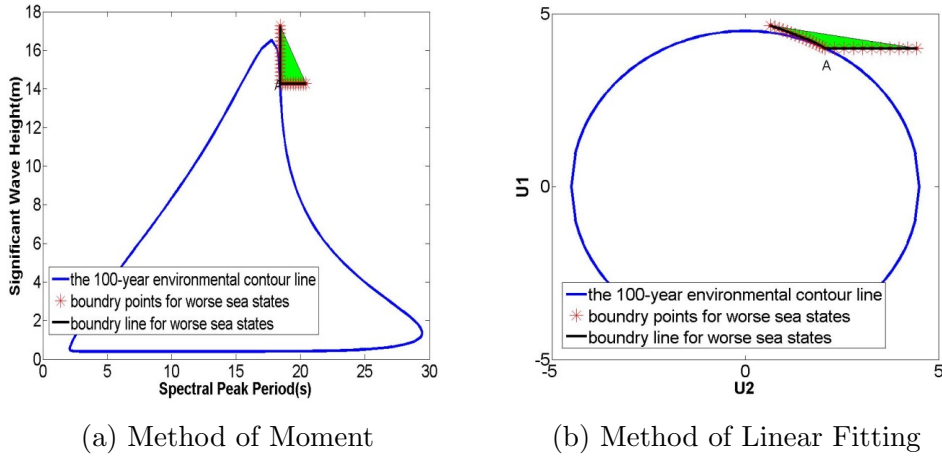 18
16
14
12
10
8
6
4
2
0
Significant Wave Height(m)
A
the 100-year environmental contour line
boundry points for worse sea states
boundry line for worse sea states
0 5 10 15 20 25 30
Spectral Peak Period(s)
(a) Method of Moment
5
0
-5
U1
A
the 100-year environmental contour line
boundry points for worse sea states
boundry line for worse sea states
-5 0 5
U2
(b) Method of Linear Fitting